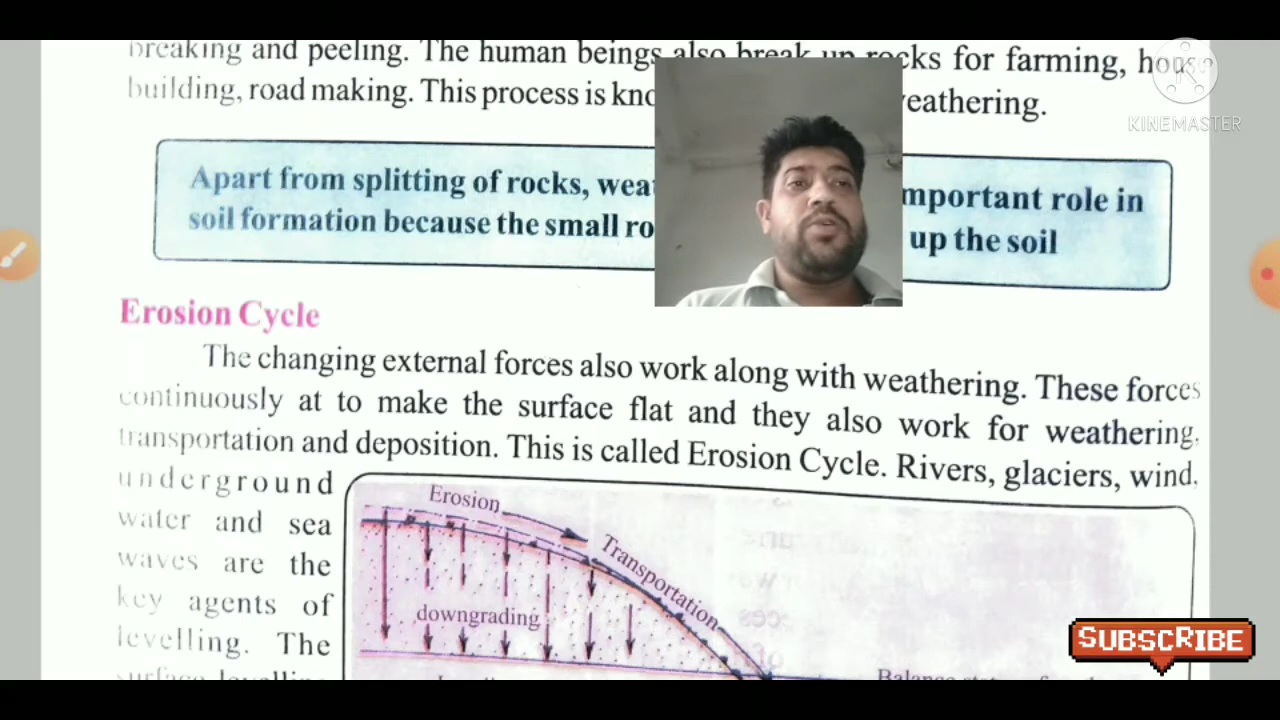 breaking and peeling. The human beings also break up rocks for farming, house
building, road making. This process is eathering.
KINEMASTER
Apart from splitting of rocks, mportant role in
soil formation because the small up the soil
Erosion Cycle
The changing external forces also work along with weathering. These forces
continuously at to make the surface flat and they also work for weathering,
transportation and deposition. This is called Erosion Cycle. Rivers, glaciers, wind,
underground
water and sea
waves are the
key agents of
levelling. The
Erosion
Transportation
downgrading
SUBSCRIBE